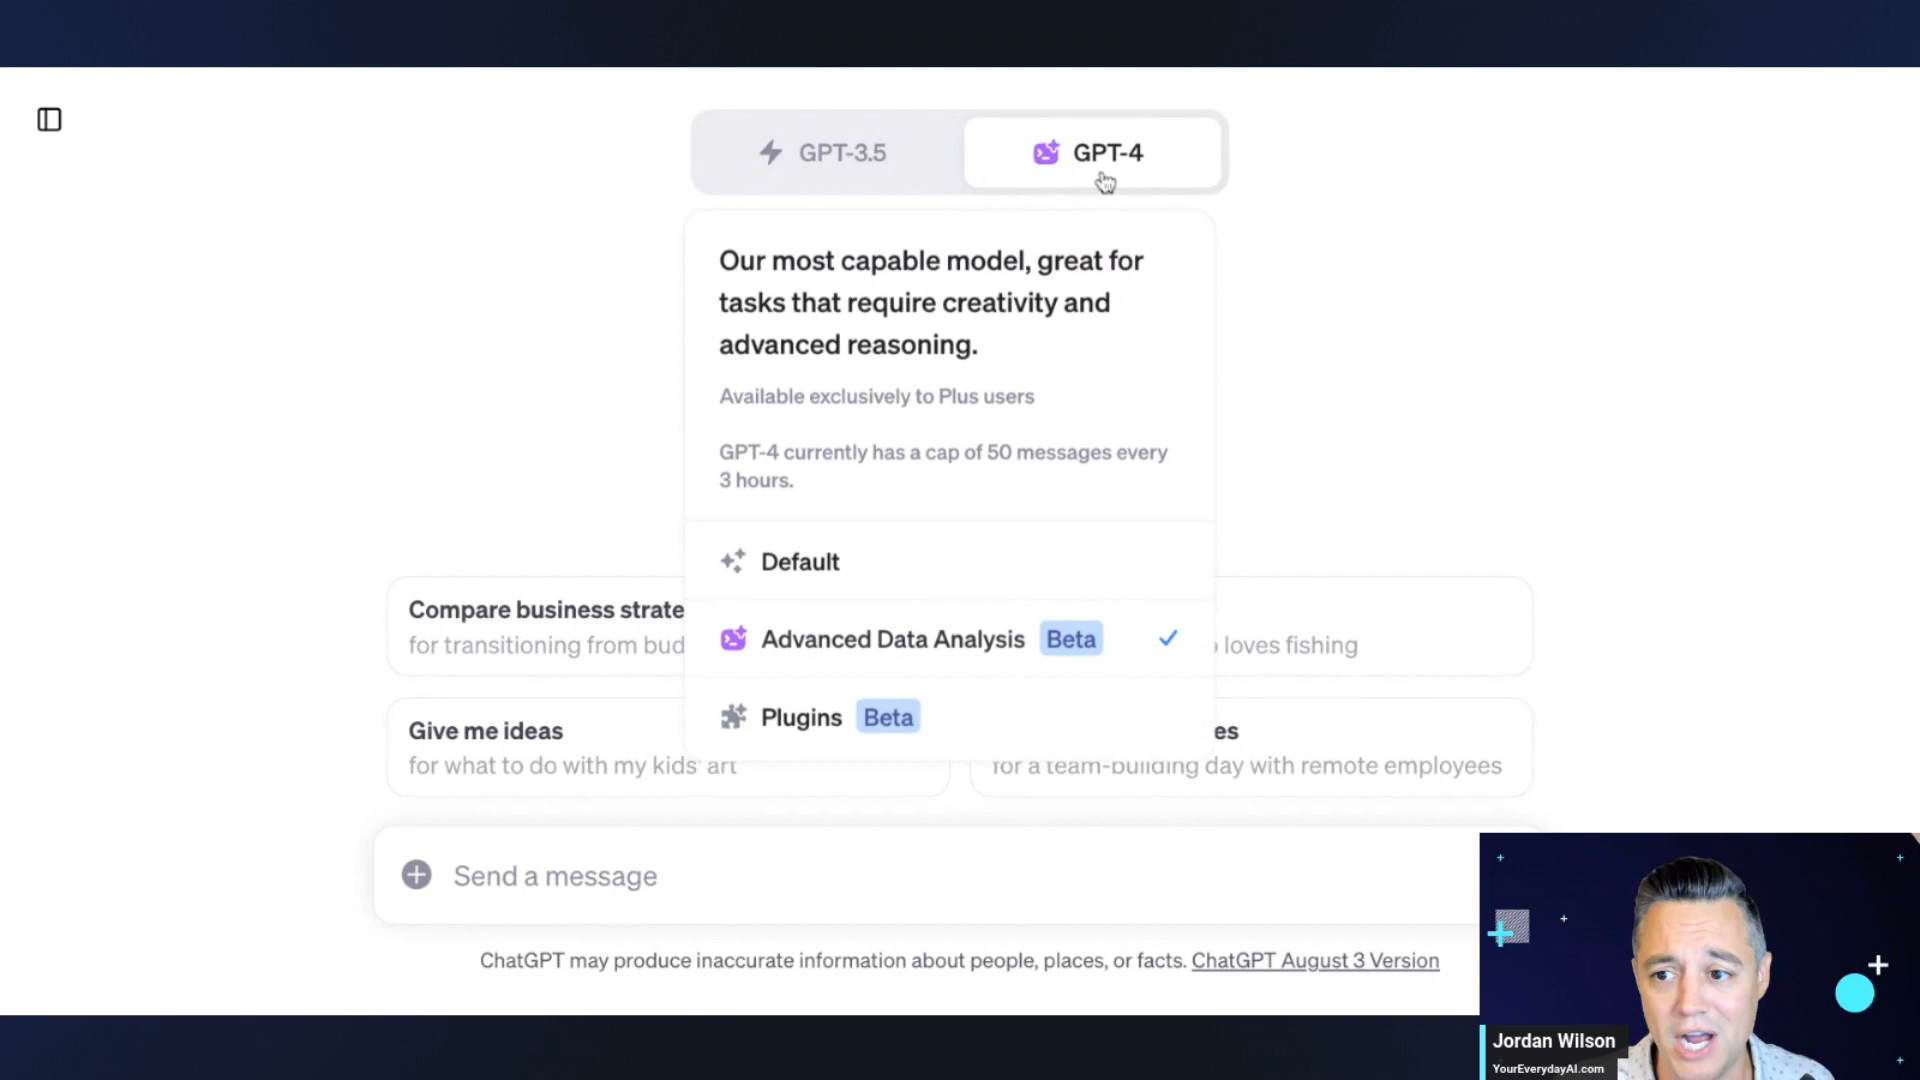 GPT-3.5
GPT-4
Our most capable model, great for
tasks that require creativity and
advanced reasoning.
Available exclusively to Plus users
GPT-4 currently has a cap of 50 messages every
3 hours.
Default
Advanced Data Analysis Beta
Plugins Beta
Compare business strate
for transitioning from bud
loves fishing
Give me ideas
for what to do with my kids' art
es
for a team-building day with remote employees
Send a message
ChatGPT may produce inaccurate information about people, places, or facts. ChatGPT August 3 Version
Jordan Wilson
YourEverydayAI.com